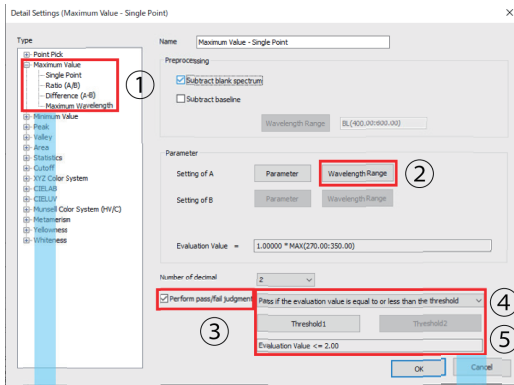 Detail Settings (Maximum Value - Single Point)
Type
Point Pick
Maximum Value
Single Point
Ratio (A/B)
Difference (A-B)
Maximum Wavelength
Minimum Value
Peak
Valley
Area
Statistics
Cutoff
XYZ Color System
CIELAB
CIELUV
Munsell Color System (HV/C)
Metamerism
Yellowness
Whiteness
①
Name Maximum Value - Single Point
Preprocessing
Subtract blank spectrum
Subtract baseline
Wavelength Range BL(400.00:600.00)
Parameter
Setting of A Parameter Wavelength Range ②
Setting of B Parameter Wavelength Range
Evaluation Value = 1.00000 * MAX(270.00:350.00)
Number of decimal 2
Perform pass/fail judgment Pass if the evaluation value is equal to or less than the threshold ④
③ Threshold1 Threshold2
Evaluation Value <= 2.00 ⑤
OK Cancel